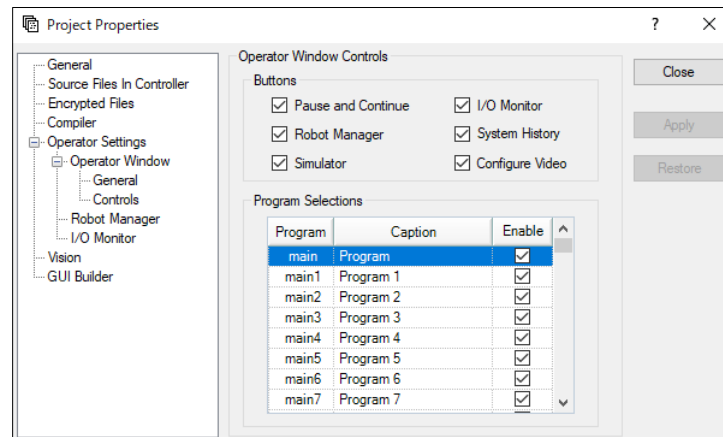 Project Properties
?
General
Source Files In Controller
Encrypted Files
Compiler
Operator Settings
Operator Window
General
Controls
Robot Manager
I/O Monitor
Vision
GUI Builder
Operator Window Controls
Buttons
Pause and Continue
I/O Monitor
Robot Manager
System History
Simulator
Configure Video
Program Selections
Program Caption Enable
main Program
main1 Program 1
main2 Program 2
main3 Program 3
main4 Program 4
main5 Program 5
main6 Program 6
main7 Program 7
Close
Apply
Restore